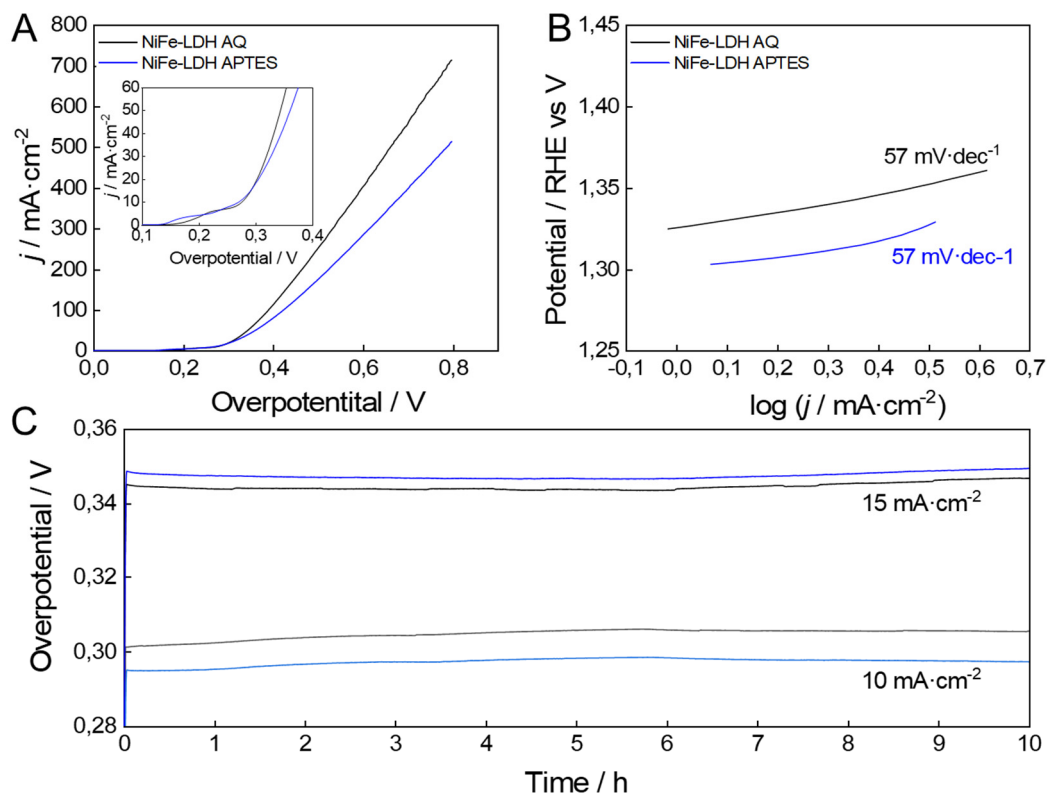 A
NiFe-LDH AQ
NiFe-LDH APTES
j / mA·cm-2
800
700
600
500
400
300
200
100
0
0,0
0,2
0,4
0,6
0,8
Overpotentital / V
j / mA·cm-2
60
50
40
30
20
10
0
0,1
0,2
0,3
0,4
Overpotential / V
B
NiFe-LDH AQ
NiFe-LDH APTES
Potential / RHE vs V
1,45
1,40
1,35
1,30
1,25
57 mV·dec-1
57 mV·dec-1
-0,1
0,0
0,1
0,2
0,3
0,4
0,5
0,6
0,7
log (j / mA·cm-2)
C
Overpotential / V
0,36
0,34
0,32
0,30
0,28
15 mA·cm-2
10 mA·cm-2
0
1
2
3
4
5
6
7
8
9
10
Time / h